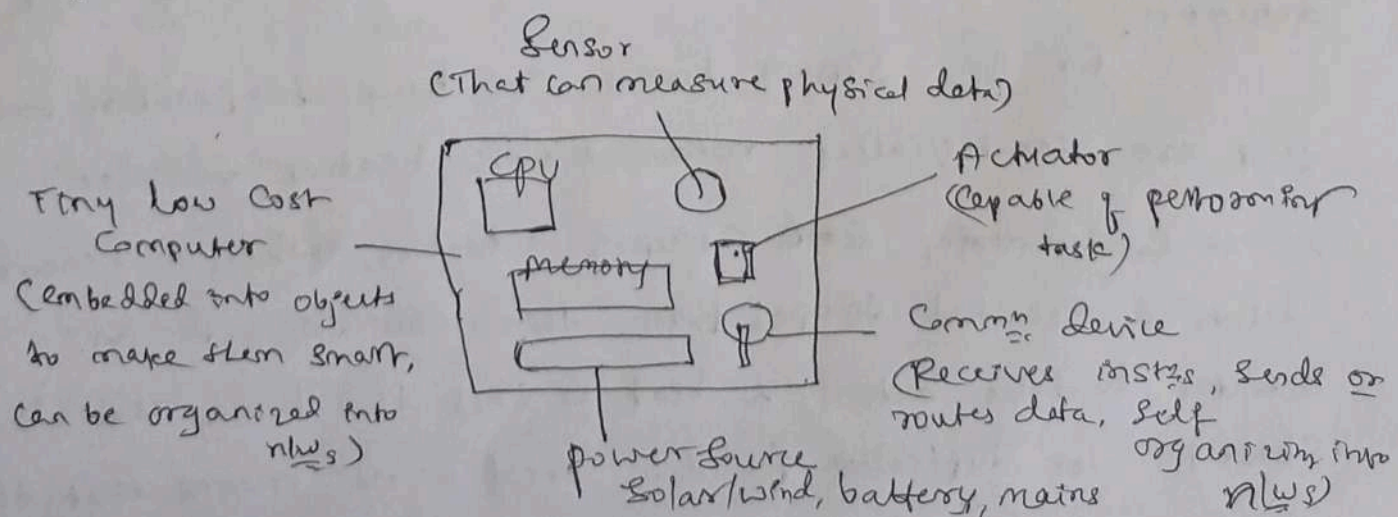 Sensor
(That can measure physical data)
CPU
Memory
Tiny Low Cost
Computer
(embedded into objects
to make them smart,
can be organized into
n/ws)
Actuator
(Capable of performing
task)
Commn device
(Receives instrs, sends or
routes data, self
organizing into
n/ws)
power source
Solar/wind, battery, mains